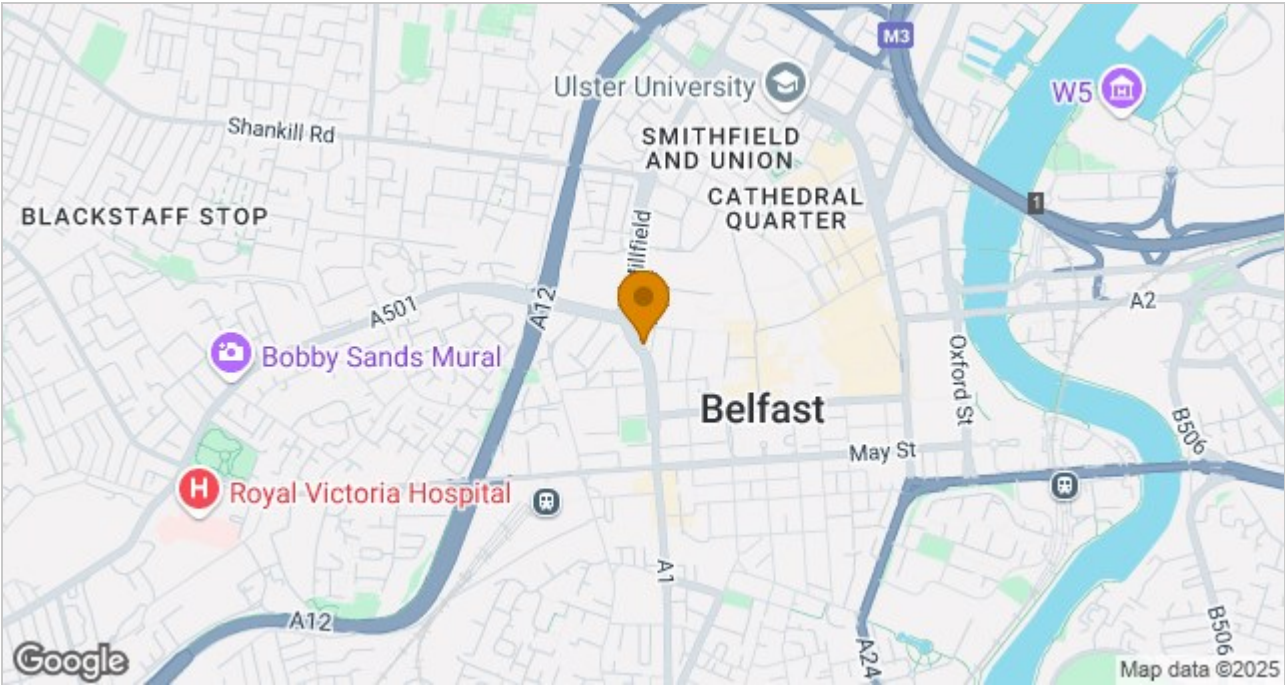 M3
Ulster University
W5
Shankill Rd
SMITHFIELD
AND UNION
CATHEDRAL
QUARTER
BLACKSTAFF STOP
1
A12
A501
A2
Bobby Sands Mural
Oxford St
Belfast
B506
May St
H
Royal Victoria Hospital
A1
A12
A24
B506
Google
Map data ©2025